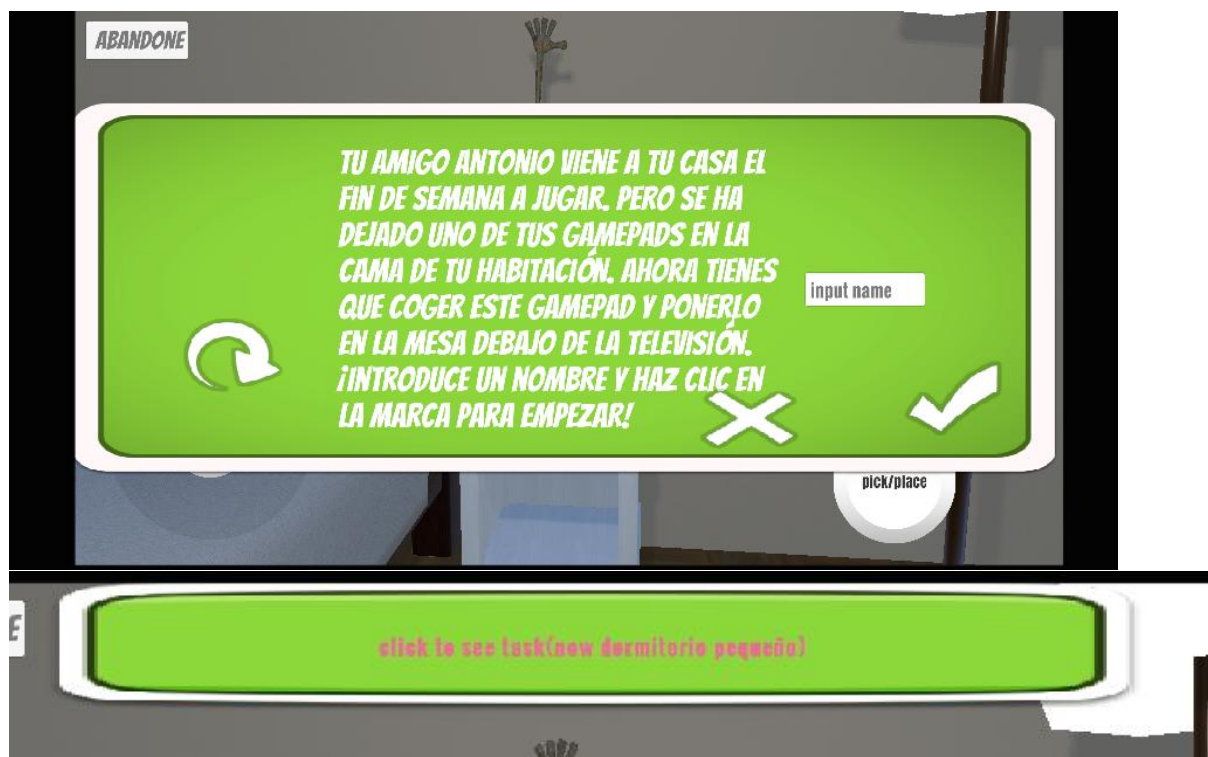 ABANDONE
TU AMIGO ANTONIO VIENE A TU CASA EL
FIN DE SEMANA A JUGAR. PERO SE HA
DEJADO UNO DE TUS GAMEPADS EN LA
CAMA DE TU HABITACIÓN. AHORA TIENES
QUE COGER ESTE GAMEPAD Y PONERLO
EN LA MESA DEBAJO DE LA TELEVISIÓN.
¡INTRODUCE UN NOMBRE Y HAZ CLIC EN
LA MARCA PARA EMPEZAR!
input name
pick/place
E
click to see task(now dormitorio pequeño)